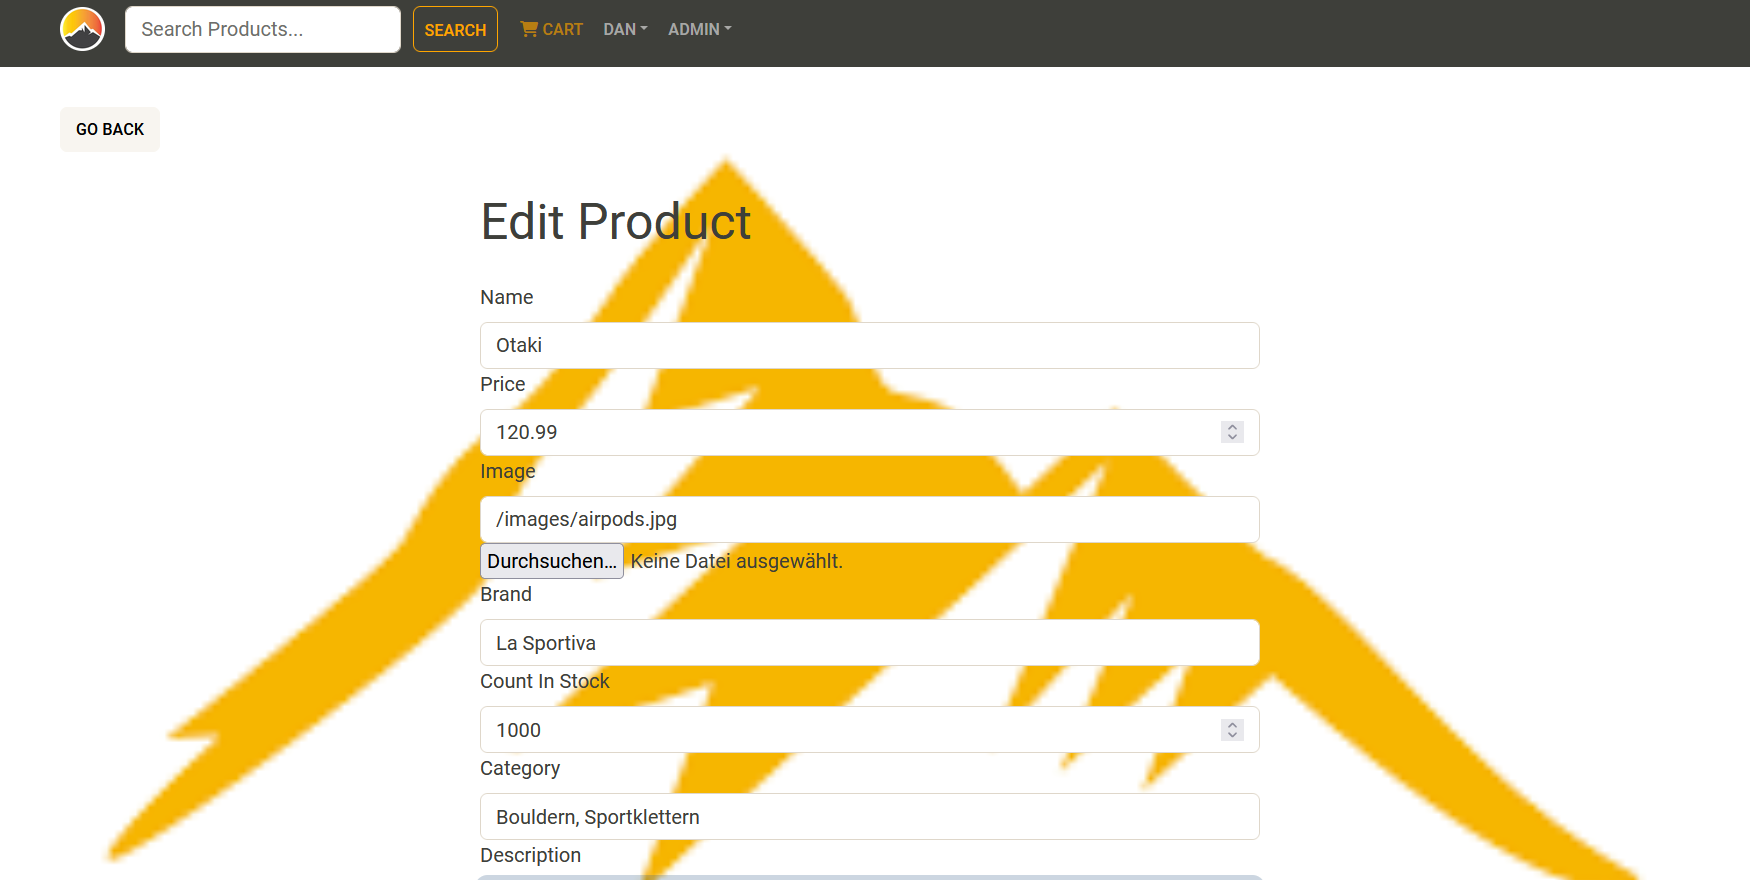 Search Products... SEARCH CART DAN ADMIN
GO BACK
Edit Product
Name
Otaki
Price
120.99
Image
/images/airpods.jpg
Durchsuchen… Keine Datei ausgewählt.
Brand
La Sportiva
Count In Stock
1000
Category
Bouldern, Sportklettern
Description